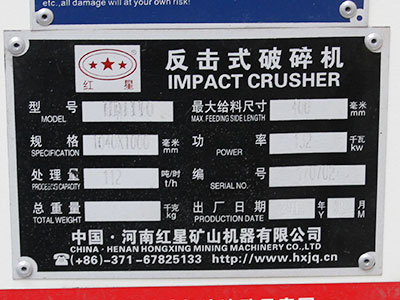 etc.,all damage will at your own risk!
红 星
反击式破碎机
IMPACT CRUSHER
型 号
MODEL
最大给料尺寸 400 毫米
MAX. FEEDING SIDE LENGTH mm
规 格 1040X1000 毫米
SPECIFICATION mm
功 率 132 千瓦
POWER kw
处理量 112 吨/时
PROCESS CAPACITY t/h
编 号
SERIAL NO.
总重量 千克
TOTAL WEIGHT kg
出厂日期 年 月
PRODUCTION DATE Y M
中国·河南红星矿山机器有限公司
CHINA·HENAN HONGXING MINING MACHINERY CO.,LTD
(+86)-371-67825133 http://www.hxjq.cn